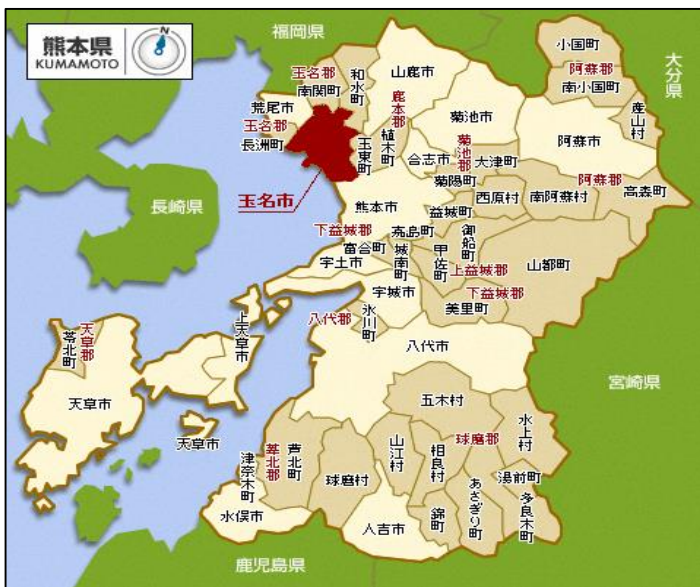 熊本県
KUMAMOTO
N
福岡県
大分県
長崎県
宮崎県
鹿児島県
小国町
阿蘇郡
南小国町
産山村
阿蘇市
玉名郡
南関町
和水町
山鹿市
鹿本郡
植木町
菊池市
荒尾市
玉名郡
長洲町
玉東町
合志市
菊池郡
大津町
菊陽町
阿蘇郡
高森町
西原村
南阿蘇村
玉名市
熊本市
益城町
嘉島町
御船町
下益城郡
富合町
城南町
甲佐町
上益城郡
山都町
宇土市
宇城市
下益城郡
美里町
八代郡
氷川町
八代市
上天草市
天草郡
苓北町
天草市
天草市
五木村
水上村
球磨郡
相良村
山江村
湯前町
多良木町
あさぎり町
錦町
球磨村
芦北町
葦北郡
津奈木町
水俣市
人吉市